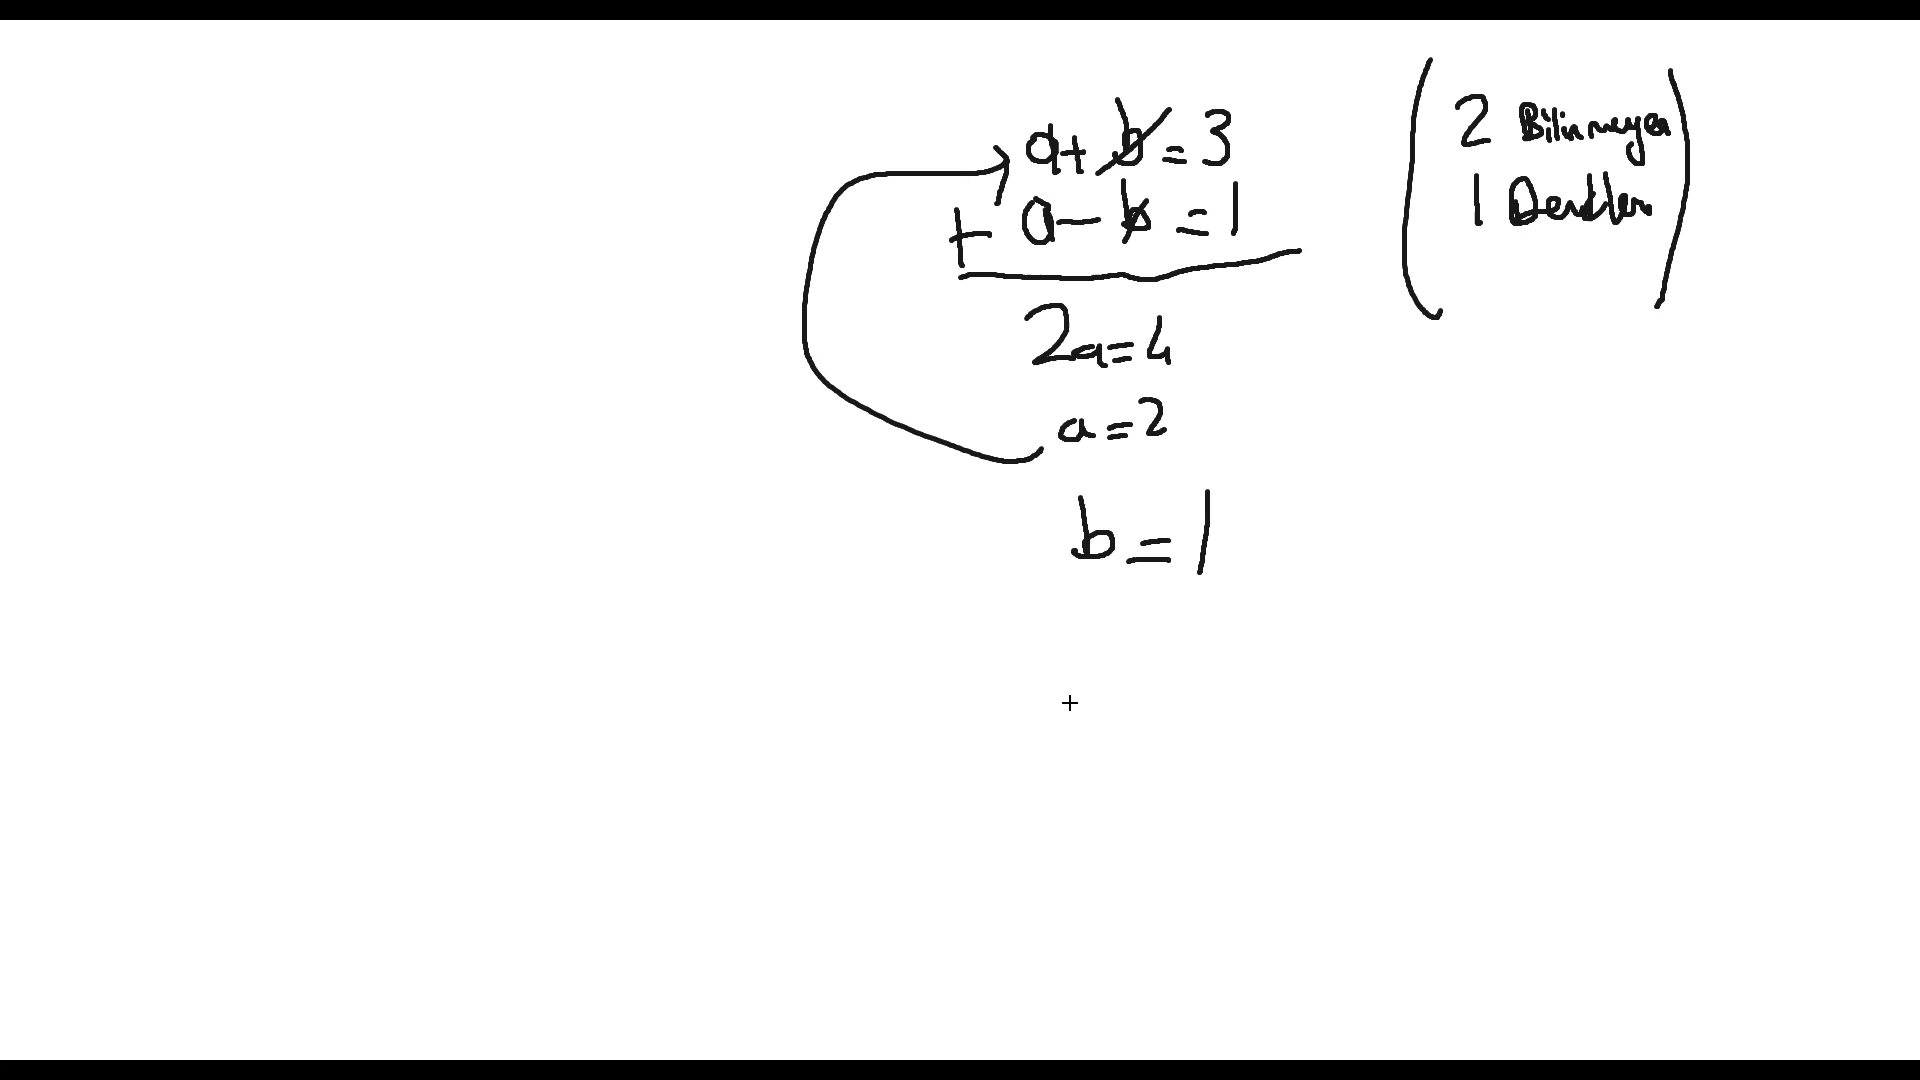 a + b = 3
+ a - b = 1
2a = 4
a = 2
b = 1
2 Bilinmeyen
1 Denklem